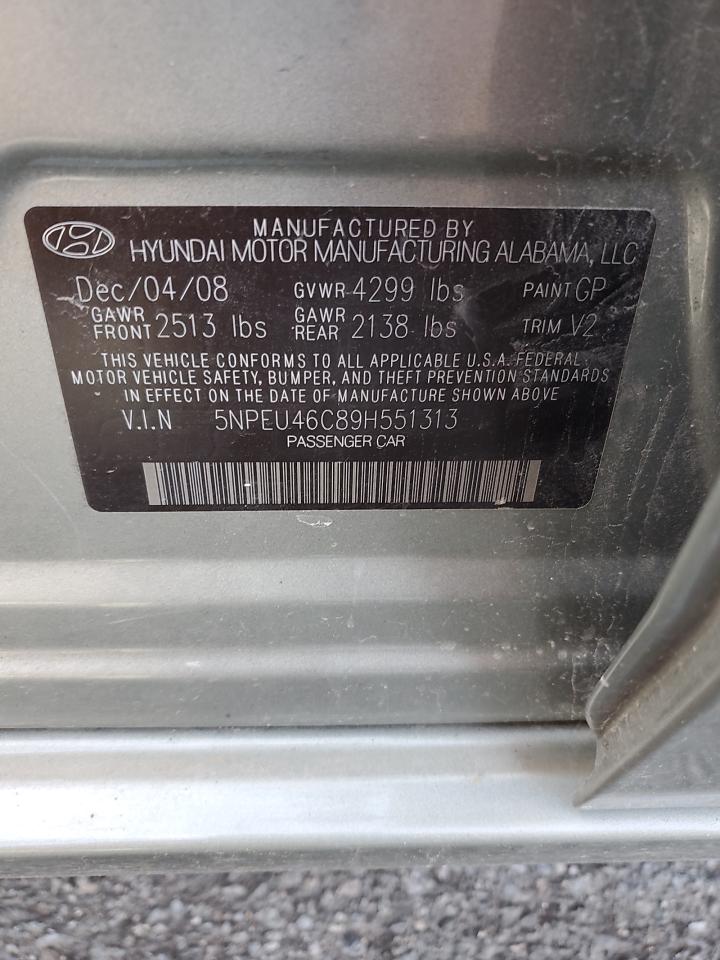 MANUFACTURED BY
HYUNDAI MOTOR MANUFACTURING ALABAMA, LLC
Dec/04/08 GVWR 4299 lbs PAINT GP
GAWR FRONT 2513 lbs GAWR REAR 2138 lbs TRIM V2
THIS VEHICLE CONFORMS TO ALL APPLICABLE U.S.A. FEDERAL
MOTOR VEHICLE SAFETY, BUMPER, AND THEFT PREVENTION STANDARDS
IN EFFECT ON THE DATE OF MANUFACTURE SHOWN ABOVE
V.I.N 5NPEU46C89H551313
PASSENGER CAR